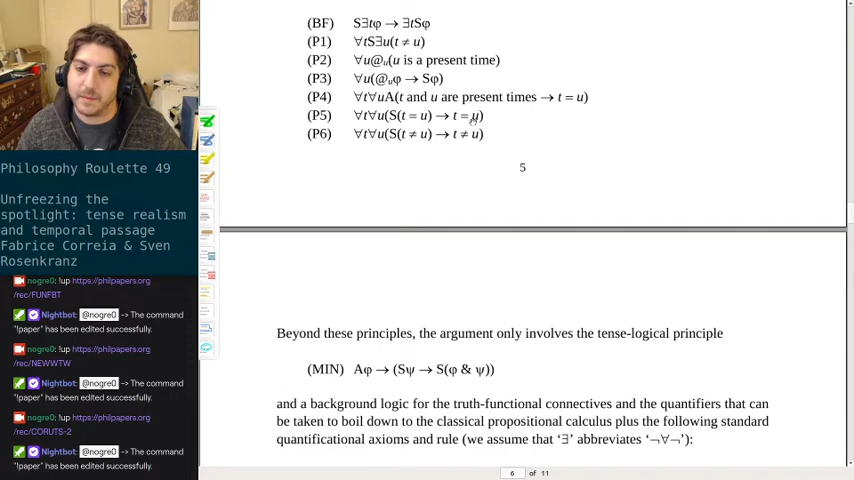 (BF) S∃tφ → ∃tSφ
(P1) ∀tS∃u(t ≠ u)
(P2) ∀u@ᵤ(u is a present time)
(P3) ∀u(@ᵤφ → Sφ)
(P4) ∀t∀uA(t and u are present times → t = u)
(P5) ∀t∀u(S(t = u) → t = u)
(P6) ∀t∀u(S(t ≠ u) → t ≠ u)
5
Beyond these principles, the argument only involves the tense-logical principle
(MIN) Aφ → (Sψ → S(φ & ψ))
and a background logic for the truth-functional connectives and the quantifiers that can
be taken to boil down to the classical propositional calculus plus the following standard
quantificational axioms and rule (we assume that ‘∃’ abbreviates ‘¬∀¬’):
6 of 11
Philosophy Roulette 49
Unfreezing the
spotlight: tense realism
and temporal passage
Fabrice Correia & Sven
Rosenkranz
nogre0: !up https://philpapers.org
/rec/FUNFBT
Nightbot: @nogre0 -> The command
"!paper" has been edited successfully.
nogre0: !up https://philpapers.org
/rec/NEWWTW
Nightbot: @nogre0 -> The command
"!paper" has been edited successfully.
nogre0: !up https://philpapers.org
/rec/CORUTS-2
Nightbot: @nogre0 -> The command
"!paper" has been edited successfully.